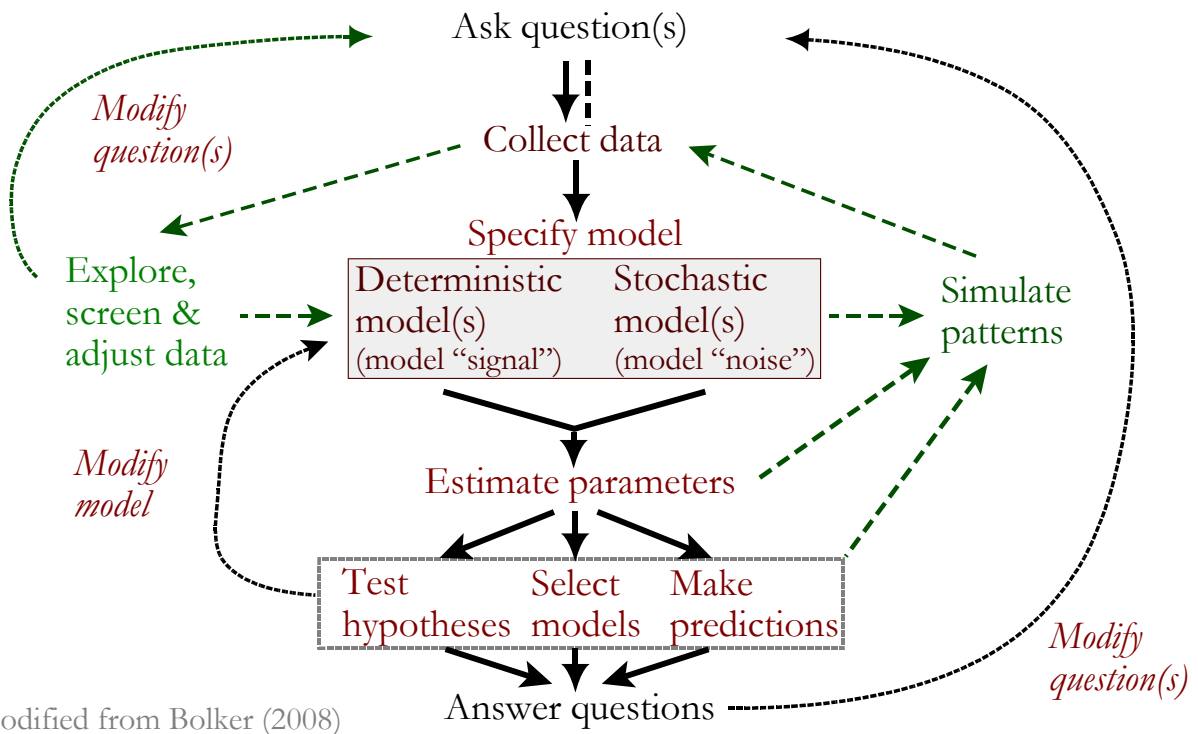 Ask question(s)
Modify
question(s)
Collect data
Specify model
Explore,
screen &
adjust data
Deterministic
model(s)
(model “signal”)
Stochastic
model(s)
(model “noise”)
Simulate
patterns
Modify
model
Estimate parameters
Test
hypotheses
Select
models
Make
predictions
Modify
question(s)
Answer questions
odified from Bolker (2008)